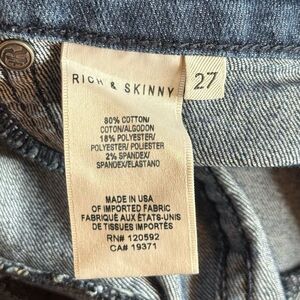 RICH & SKINNY
27
80% COTTON/
COTON/ALGODON
18% POLYESTER/
POLYESTER/ POLIÉSTER
2% SPANDEX/
SPANDEX/ELASTANO
MADE IN USA
OF IMPORTED FABRIC
FABRIQUÉ AUX ÉTATS-UNIS
DE TISSUES IMPORTÉS
RN# 120592
CA# 19371